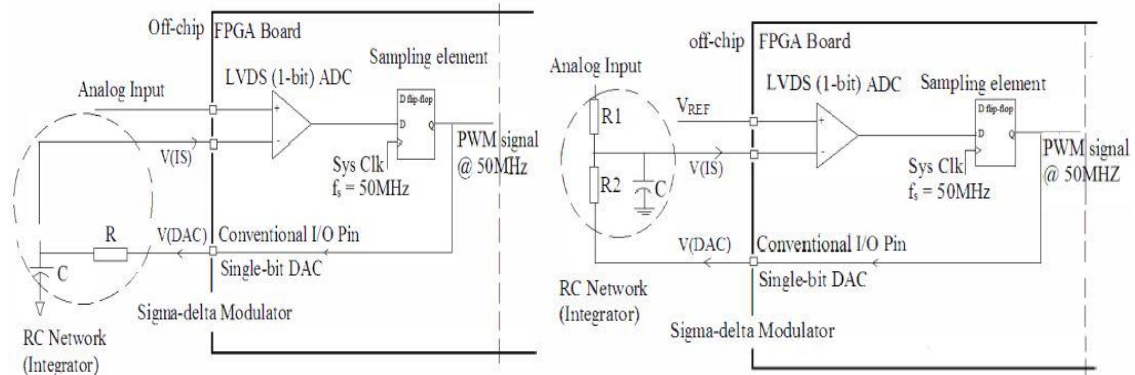 Off-chip
FPGA Board
LVDS (1-bit) ADC
Sampling element
Analog Input
+
-
D flip-flop
D
Q
V(IS)
Sys Clk
fs = 50MHz
PWM signal
@ 50MHz
R
V(DAC)
Conventional I/O Pin
Single-bit DAC
C
Sigma-delta Modulator
RC Network
(Integrator)
off-chip
FPGA Board
Analog Input
LVDS (1-bit) ADC
Sampling element
R1
VREF
+
-
D flip-flop
D
Q
V(IS)
Sys Clk
fs = 50MHz
PWM signal
@ 50MHZ
R2
C
V(DAC)
Conventional I/O Pin
Single-bit DAC
RC Network
(Integrator)
Sigma-delta Modulator